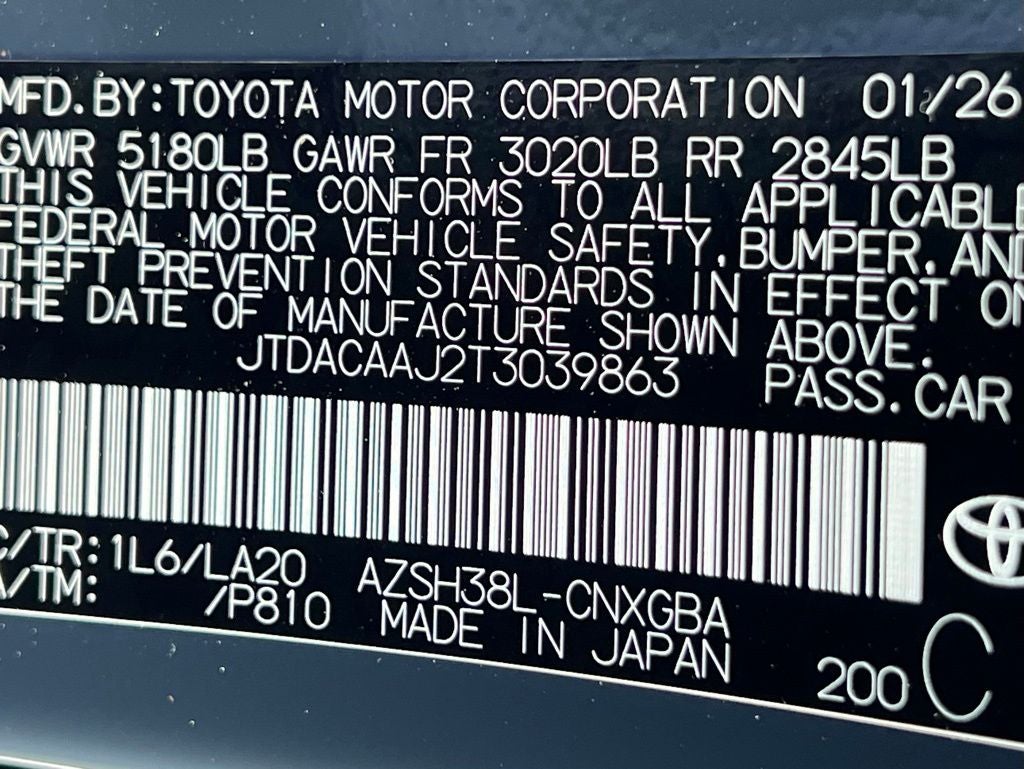 MFD. BY: TOYOTA MOTOR CORPORATION 01/26
GVWR 5180LB GAWR FR 3020LB RR 2845LB
THIS VEHICLE CONFORMS TO ALL APPLICABLE
FEDERAL MOTOR VEHICLE SAFETY. BUMPER. AND
THEFT PREVENTION STANDARDS IN EFFECT ON
THE DATE OF MANUFACTURE SHOWN ABOVE.
JTDACAAJ2T3039863 PASS. CAR
C/TR: 1L6/LA20 AZSH38L-CNXGBA
A/TM: /P810 MADE IN JAPAN
200 C